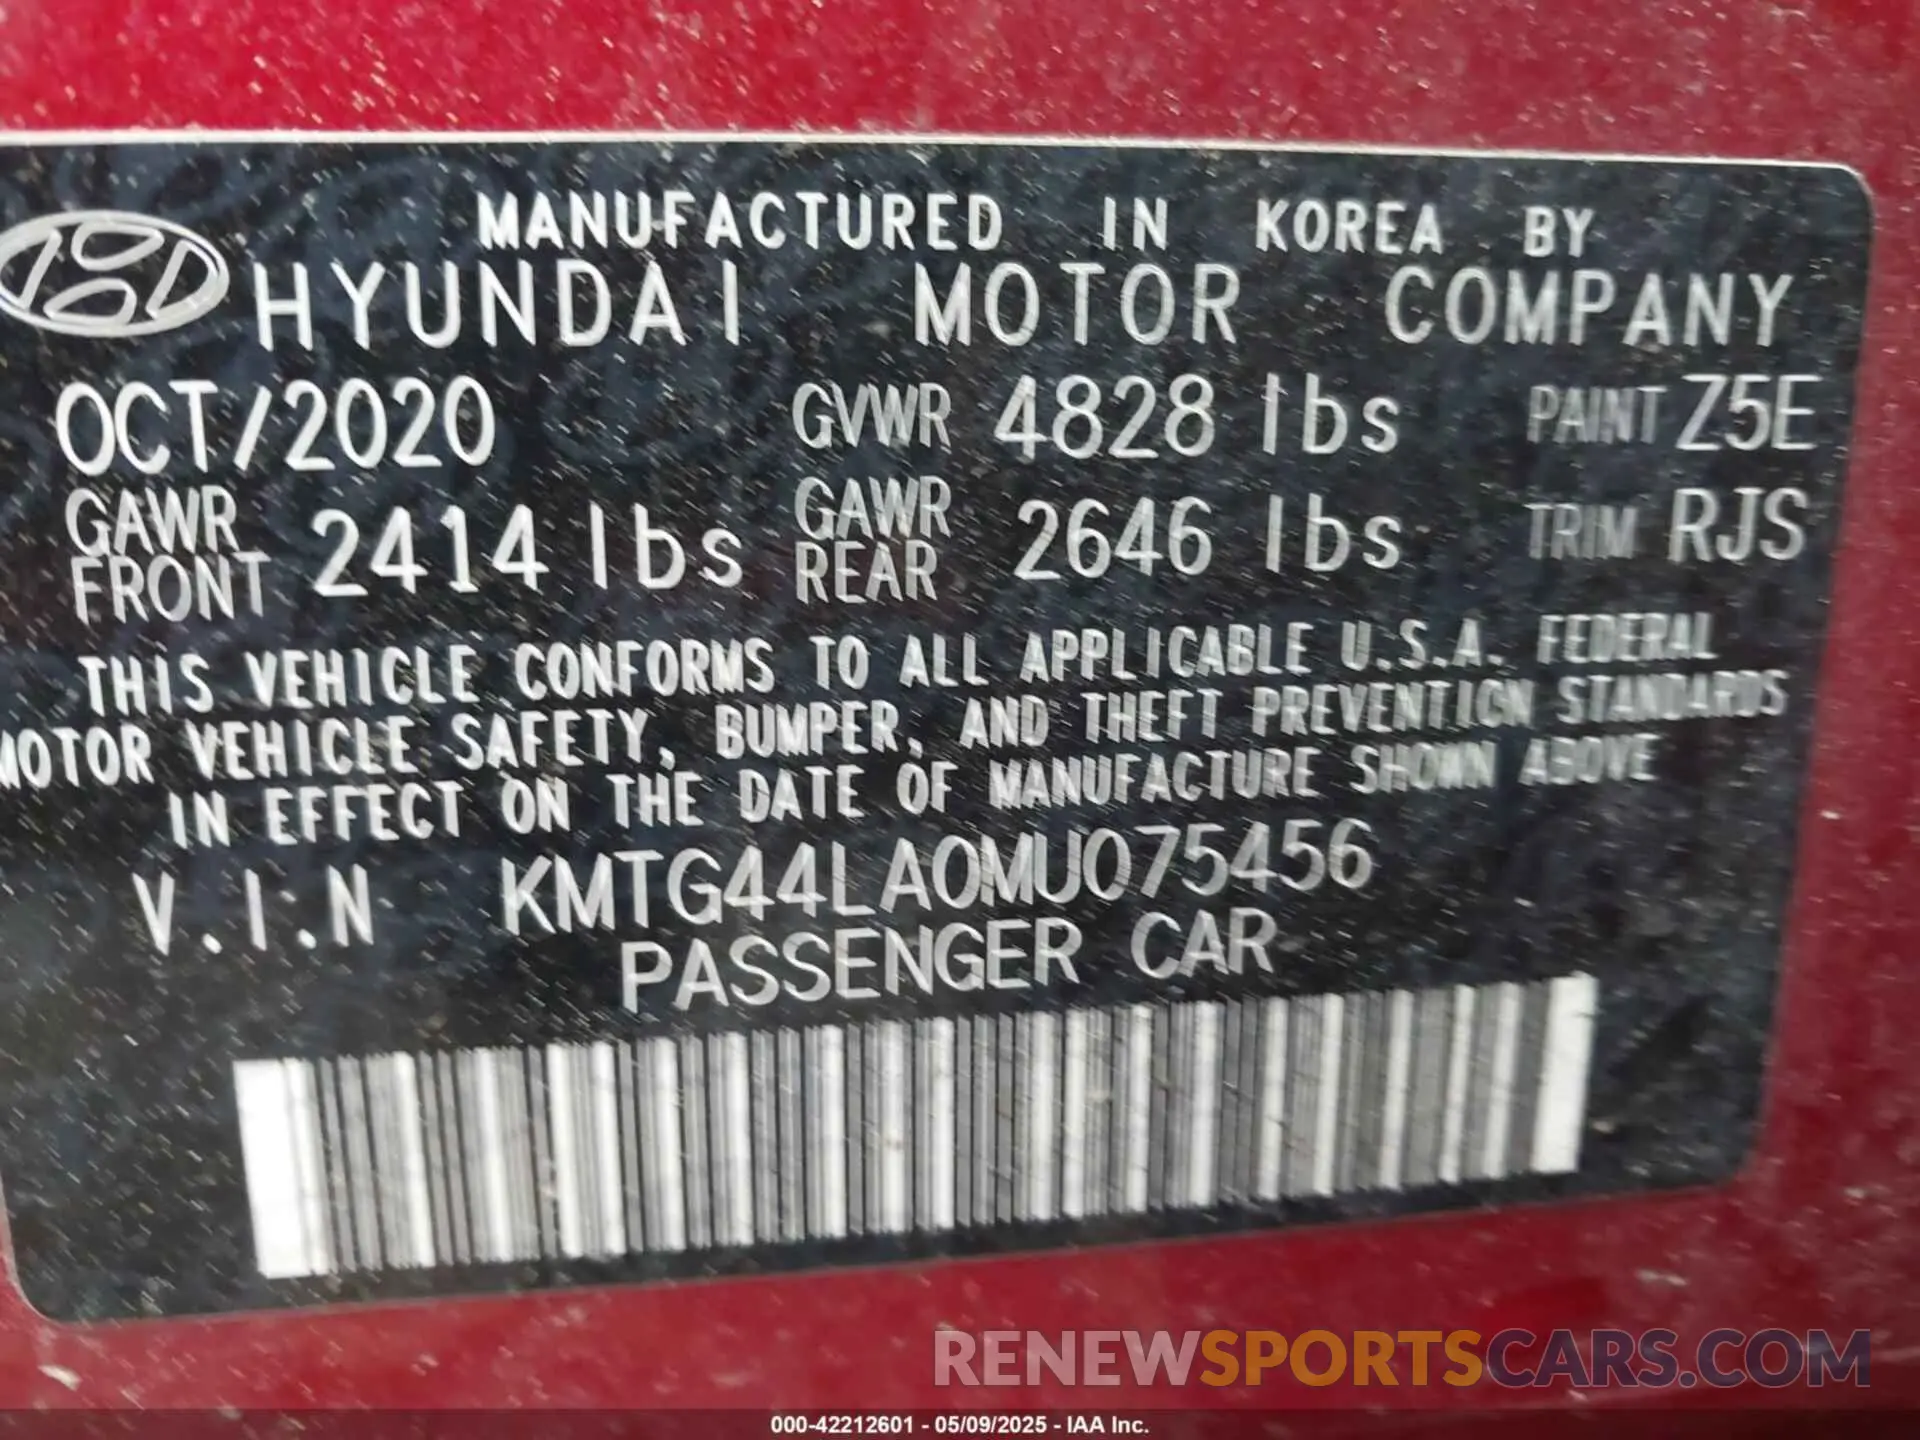 MANUFACTURED IN KOREA BY
HYUNDAI MOTOR COMPANY
OCT/2020 GVWR 4828 lbs PAINT Z5E
GAWR FRONT 2414 lbs GAWR REAR 2646 lbs TRIM RJS
THIS VEHICLE CONFORMS TO ALL APPLICABLE U.S.A. FEDERAL
MOTOR VEHICLE SAFETY, BUMPER, AND THEFT PREVENTION STANDARDS
IN EFFECT ON THE DATE OF MANUFACTURE SHOWN ABOVE
V.I.N KMTG44LA0MU075456
PASSENGER CAR
RENEWSPORTSCARS.COM
000-42212601 - 05/09/2025 - IAA Inc.